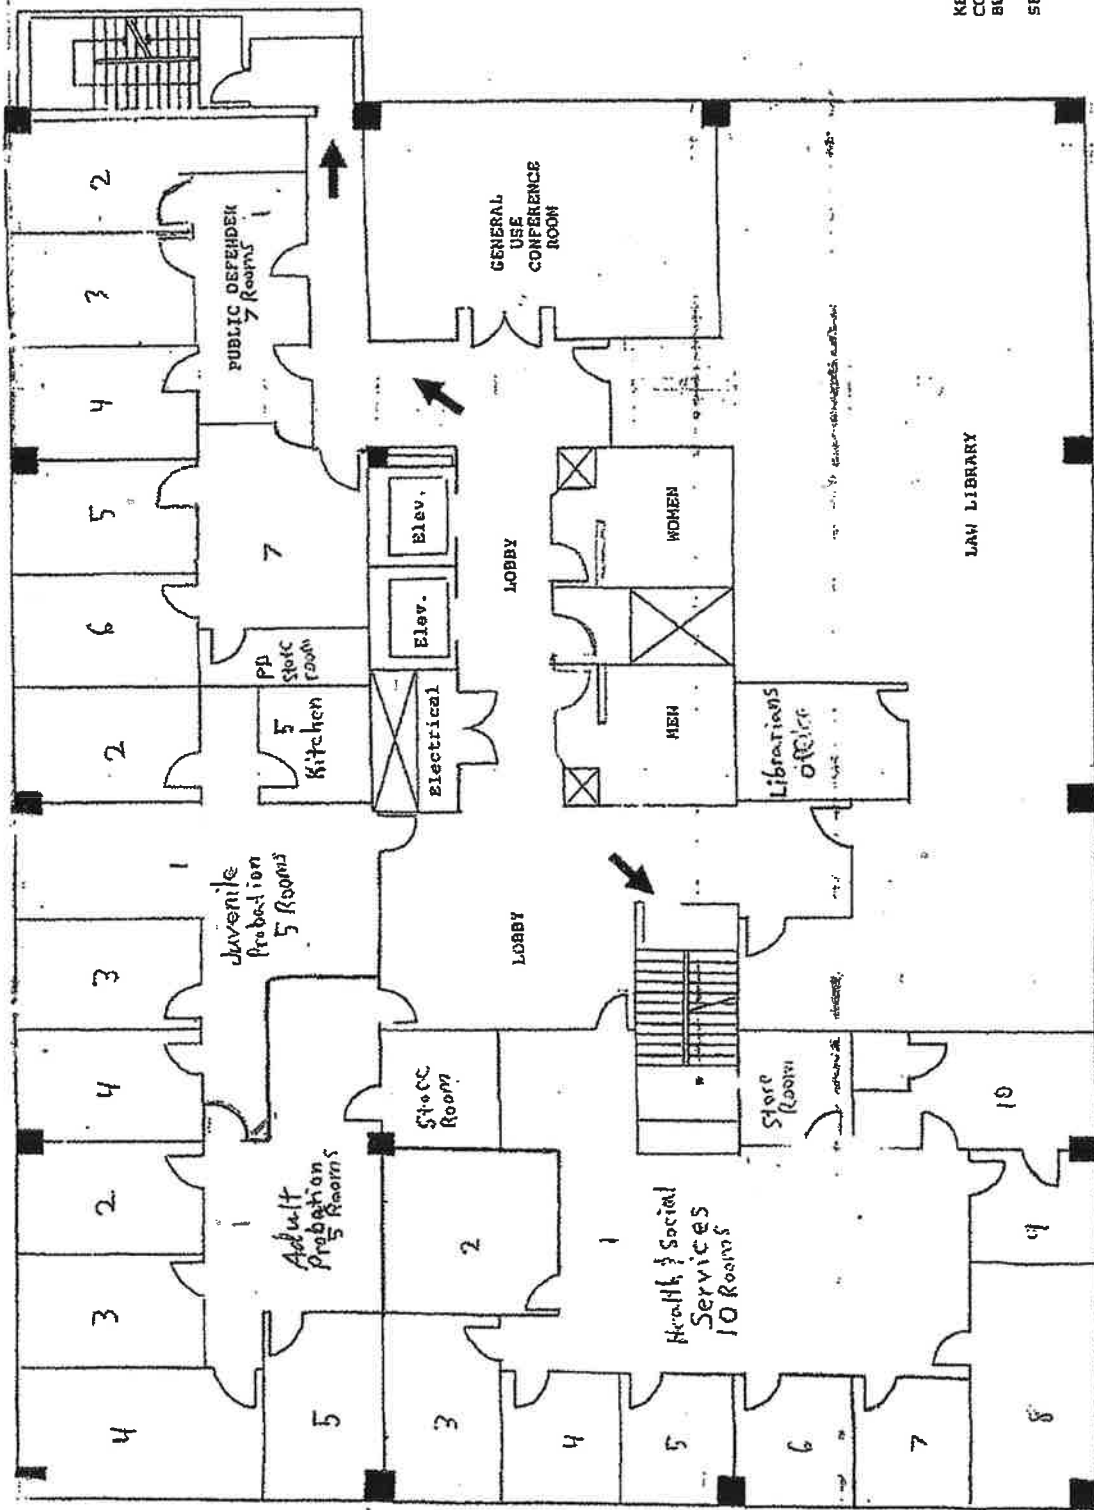 4
3
2
Adult
Probation
5 Rooms
1
5
4
3
Juvenile
Probation
5 Rooms
1
2
5
Kitchen
PD
Store
room
6
5
4
3
2
PUBLIC DEFENDER
7 Rooms
1
7
Store
Room
Electrical
Elev.
Elev.
LOBBY
LOBBY
GENERAL
USE
CONFERENCE
ROOM
3
2
4
5
6
7
8
9
10
1
Health & Social
Services
10 Rooms
Store
Room
MEN
WOMEN
Librarians
Office
LAW LIBRARY